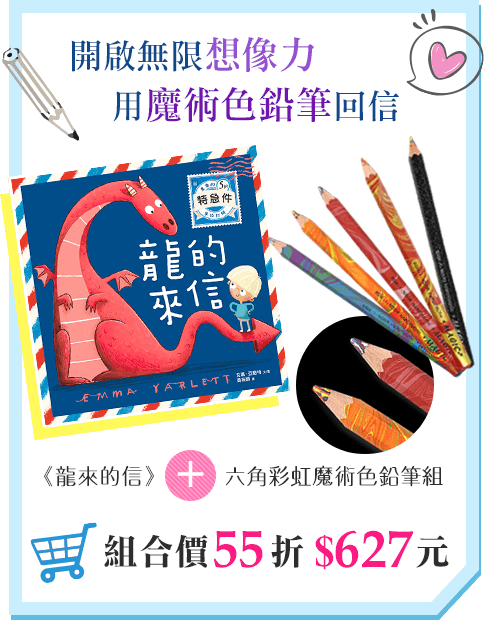 開啟無限想像力
用魔術色鉛筆回信
5封
特急件
龍的
來信
EMMA YARLETT
《龍來的信》
+
六角彩虹魔術色鉛筆組
組合價55折 $627元